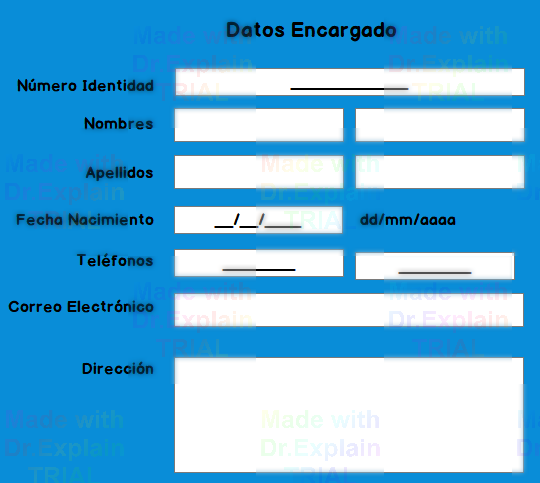 Datos Encargado
Número Identidad
Nombres
Apellidos
Fecha Nacimiento __/__/____ dd/mm/aaaa
Teléfonos
Correo Electrónico
Dirección
Made with
Dr.Explain
TRIAL
Made with
Dr.Explain
TRIAL
Made with
Dr.Explain
Made with
Dr.Explain
TRIAL
Made with
Dr.Explain
TRIAL
Made with
Dr.Explain
TRIAL
Made with
Dr.Explain
TRIAL
Made with
Dr.Explain
TRIAL